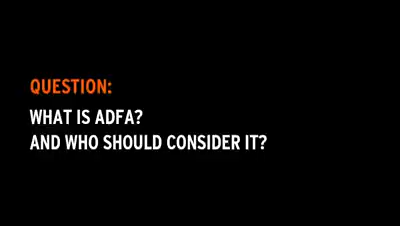 QUESTION:
WHAT IS ADFA?
AND WHO SHOULD CONSIDER IT?